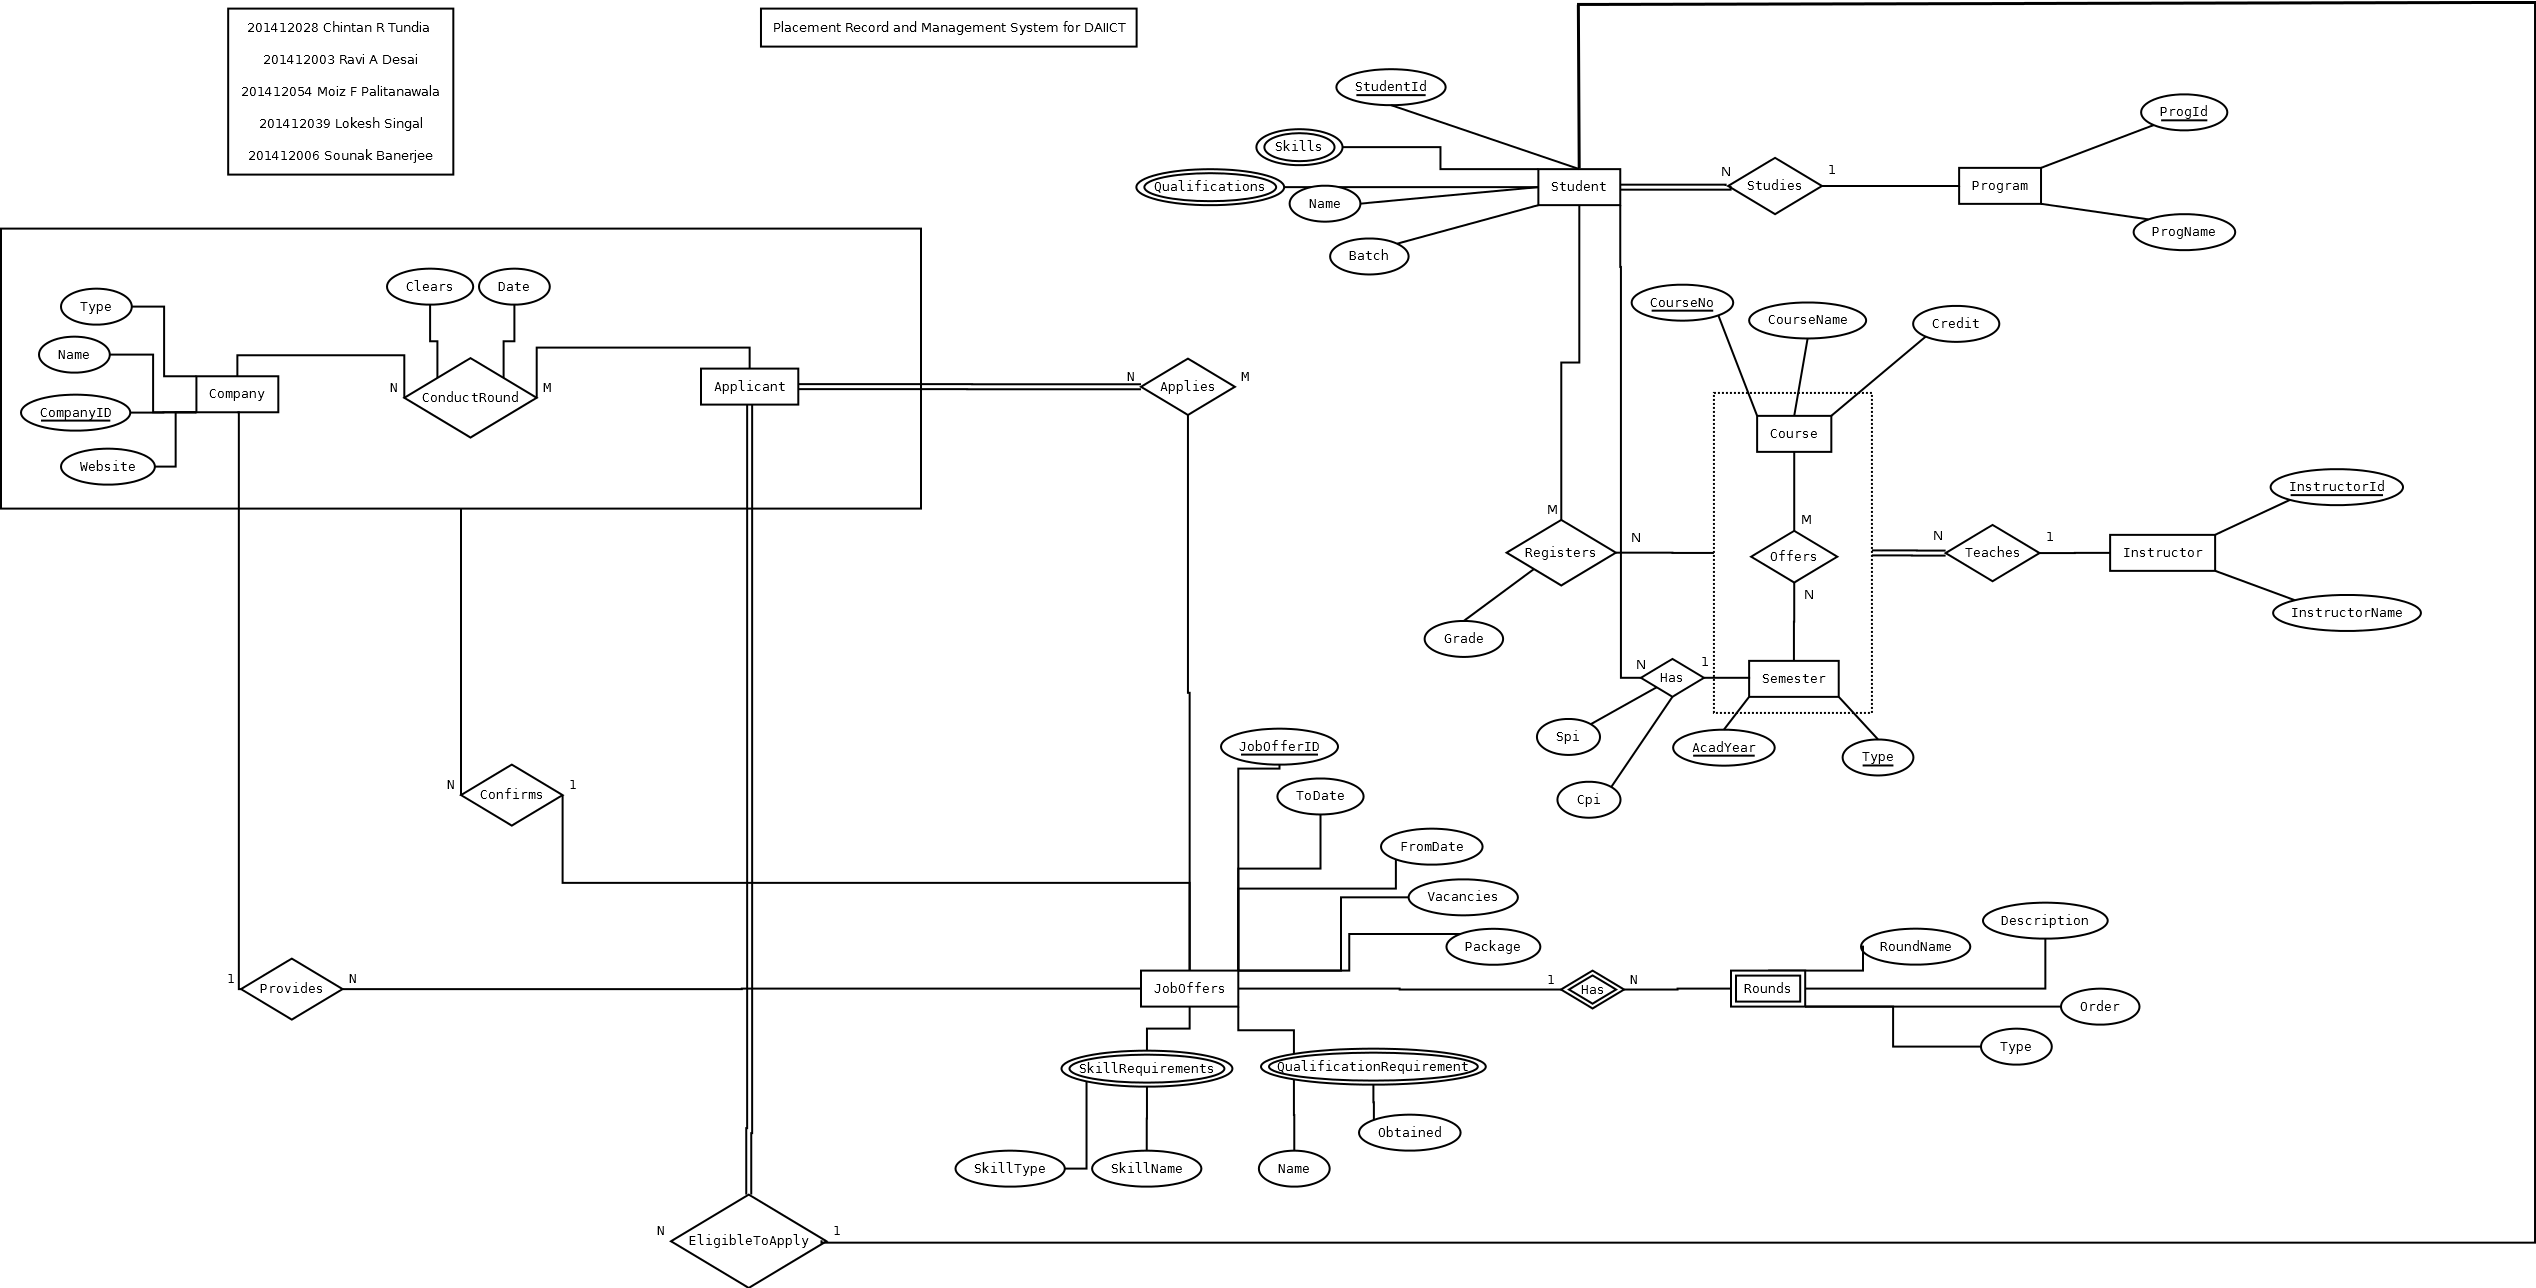 201412028 Chintan R Tundia
201412003 Ravi A Desai
201412054 Moiz F Palitanawala
201412039 Lokesh Singal
201412006 Sounak Banerjee
Placement Record and Management System for DAIICT
StudentId
Skills
Qualifications
Name
Batch
Student
N
Studies
1
Program
ProgId
ProgName
Type
Name
CompanyID
Website
Company
Clears
Date
N
ConductRound
M
Applicant
N
Applies
M
CourseNo
CourseName
Credit
Course
M
Offers
N
Semester
AcadYear
Type
M
Registers
N
Grade
N
Has
1
Spi
Cpi
N
Teaches
1
Instructor
InstructorId
InstructorName
N
Confirms
1
JobOfferID
ToDate
FromDate
Vacancies
Package
1
Provides
N
JobOffers
1
Has
N
Rounds
RoundName
Description
Order
Type
SkillRequirements
QualificationRequirement
SkillType
SkillName
Name
Obtained
N
EligibleToApply
1